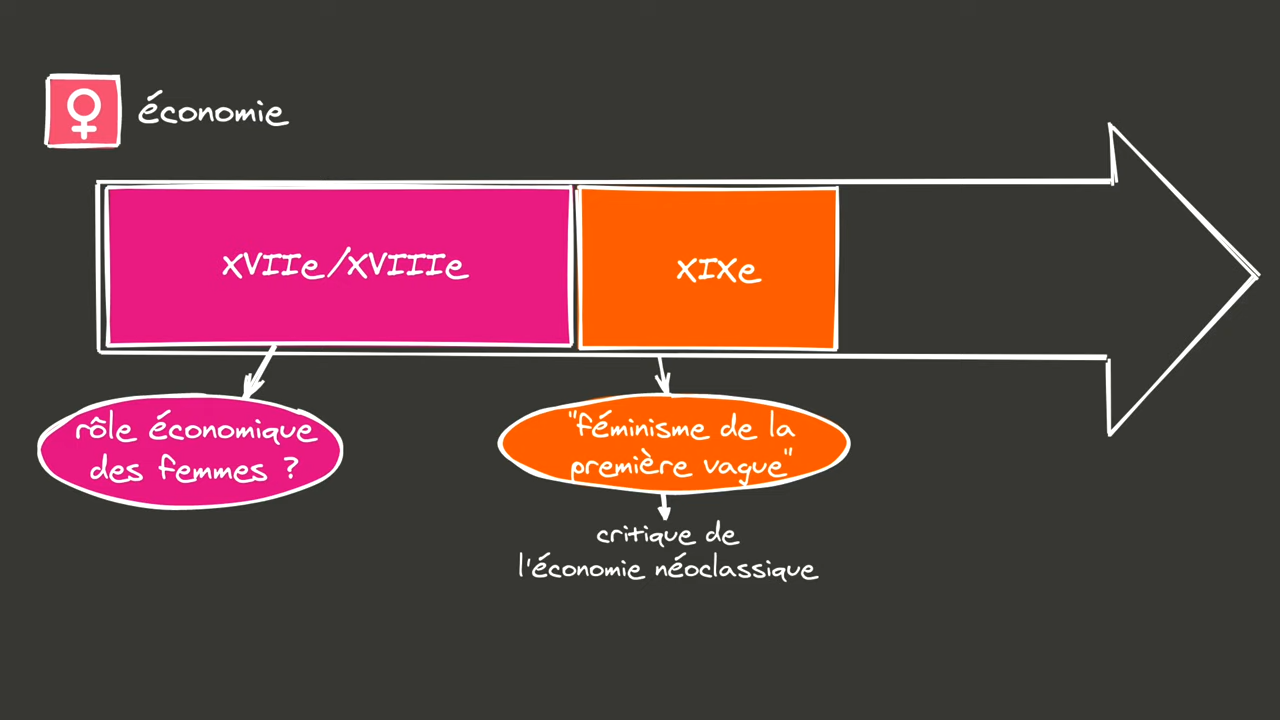 économie
XVIIe/XVIIIe
XIXe
rôle économique
des femmes ?
"féminisme de la
première vague"
critique de
l'économie néoclassique